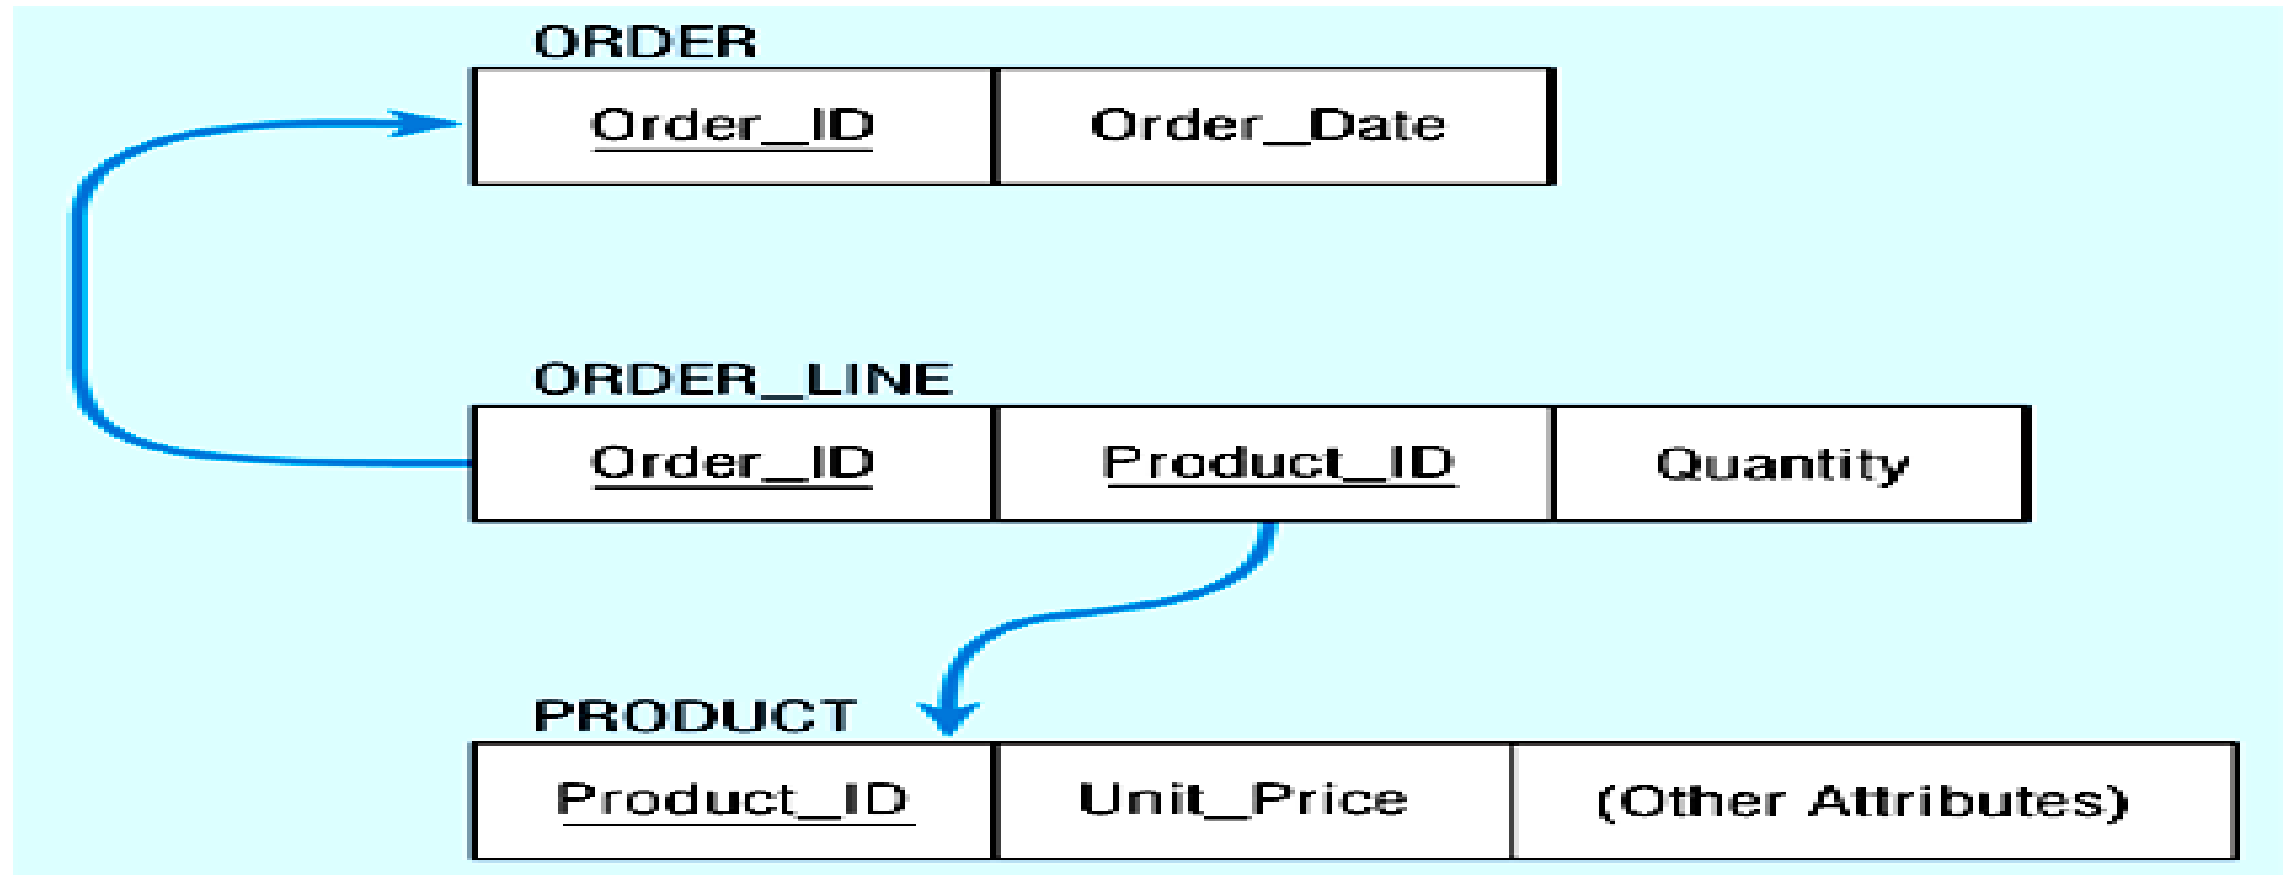 ORDER
Order_ID Order_Date
ORDER_LINE
Order_ID Product_ID Quantity
PRODUCT
Product_ID Unit_Price (Other Attributes)